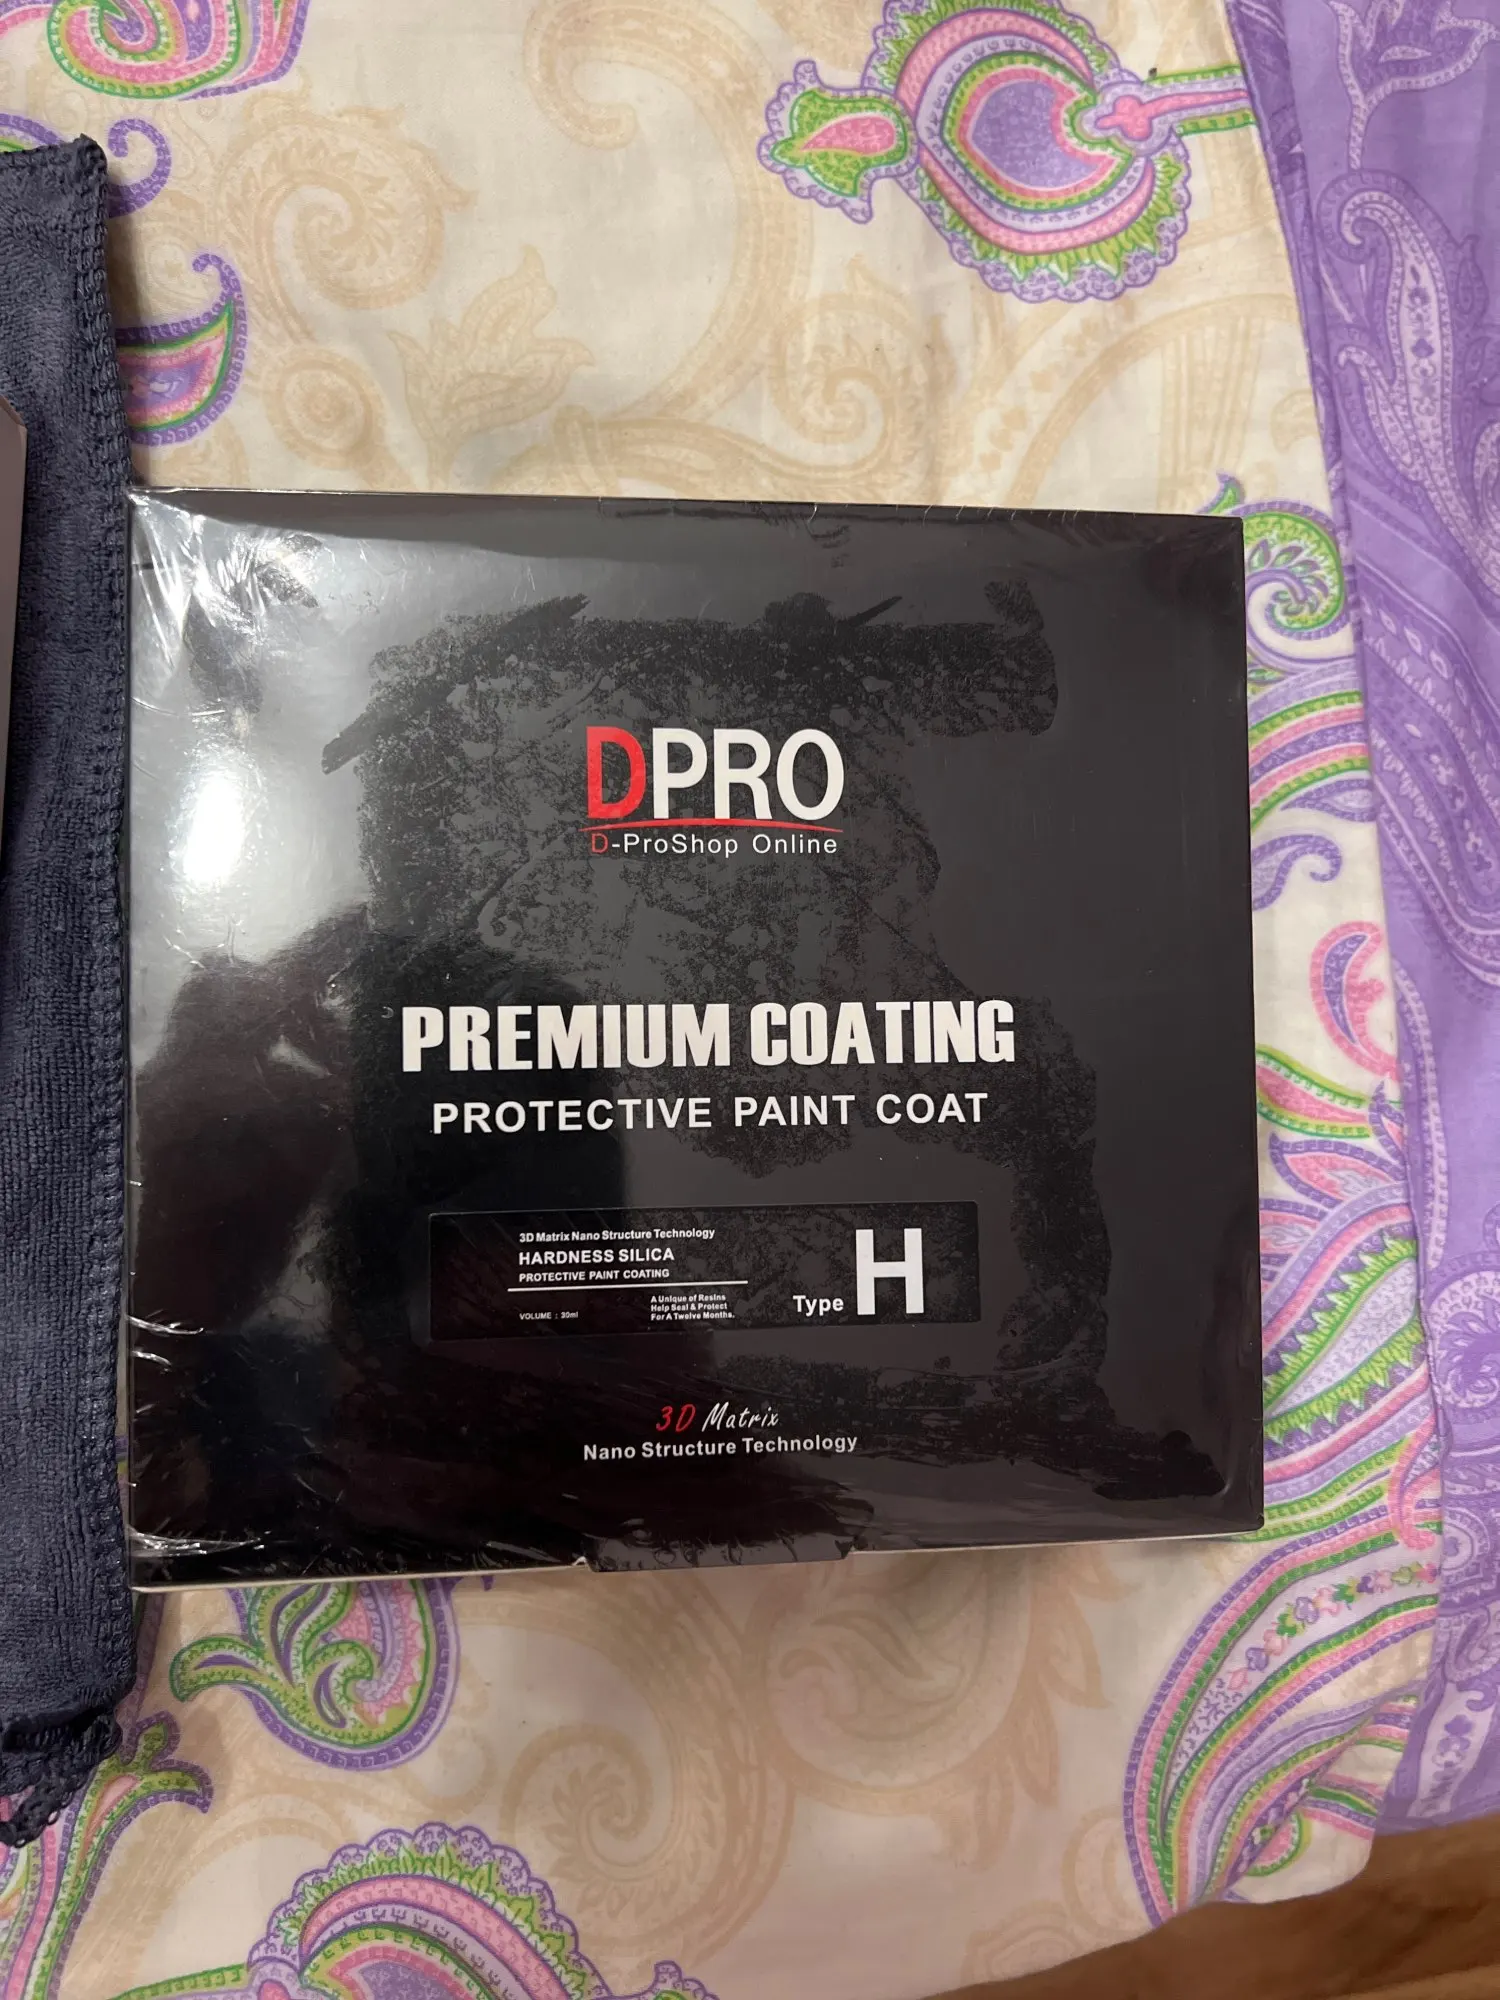 DPRO
D-ProShop Online
PREMIUM COATING
PROTECTIVE PAINT COAT
3D Matrix Nano Structure Technology
HARDNESS SILICA
PROTECTIVE PAINT COATING
VOLUME : 30ml
A Unique of Resins
Help Seal & Protect
For A Twelve Months.
Type H
3D Matrix
Nano Structure Technology